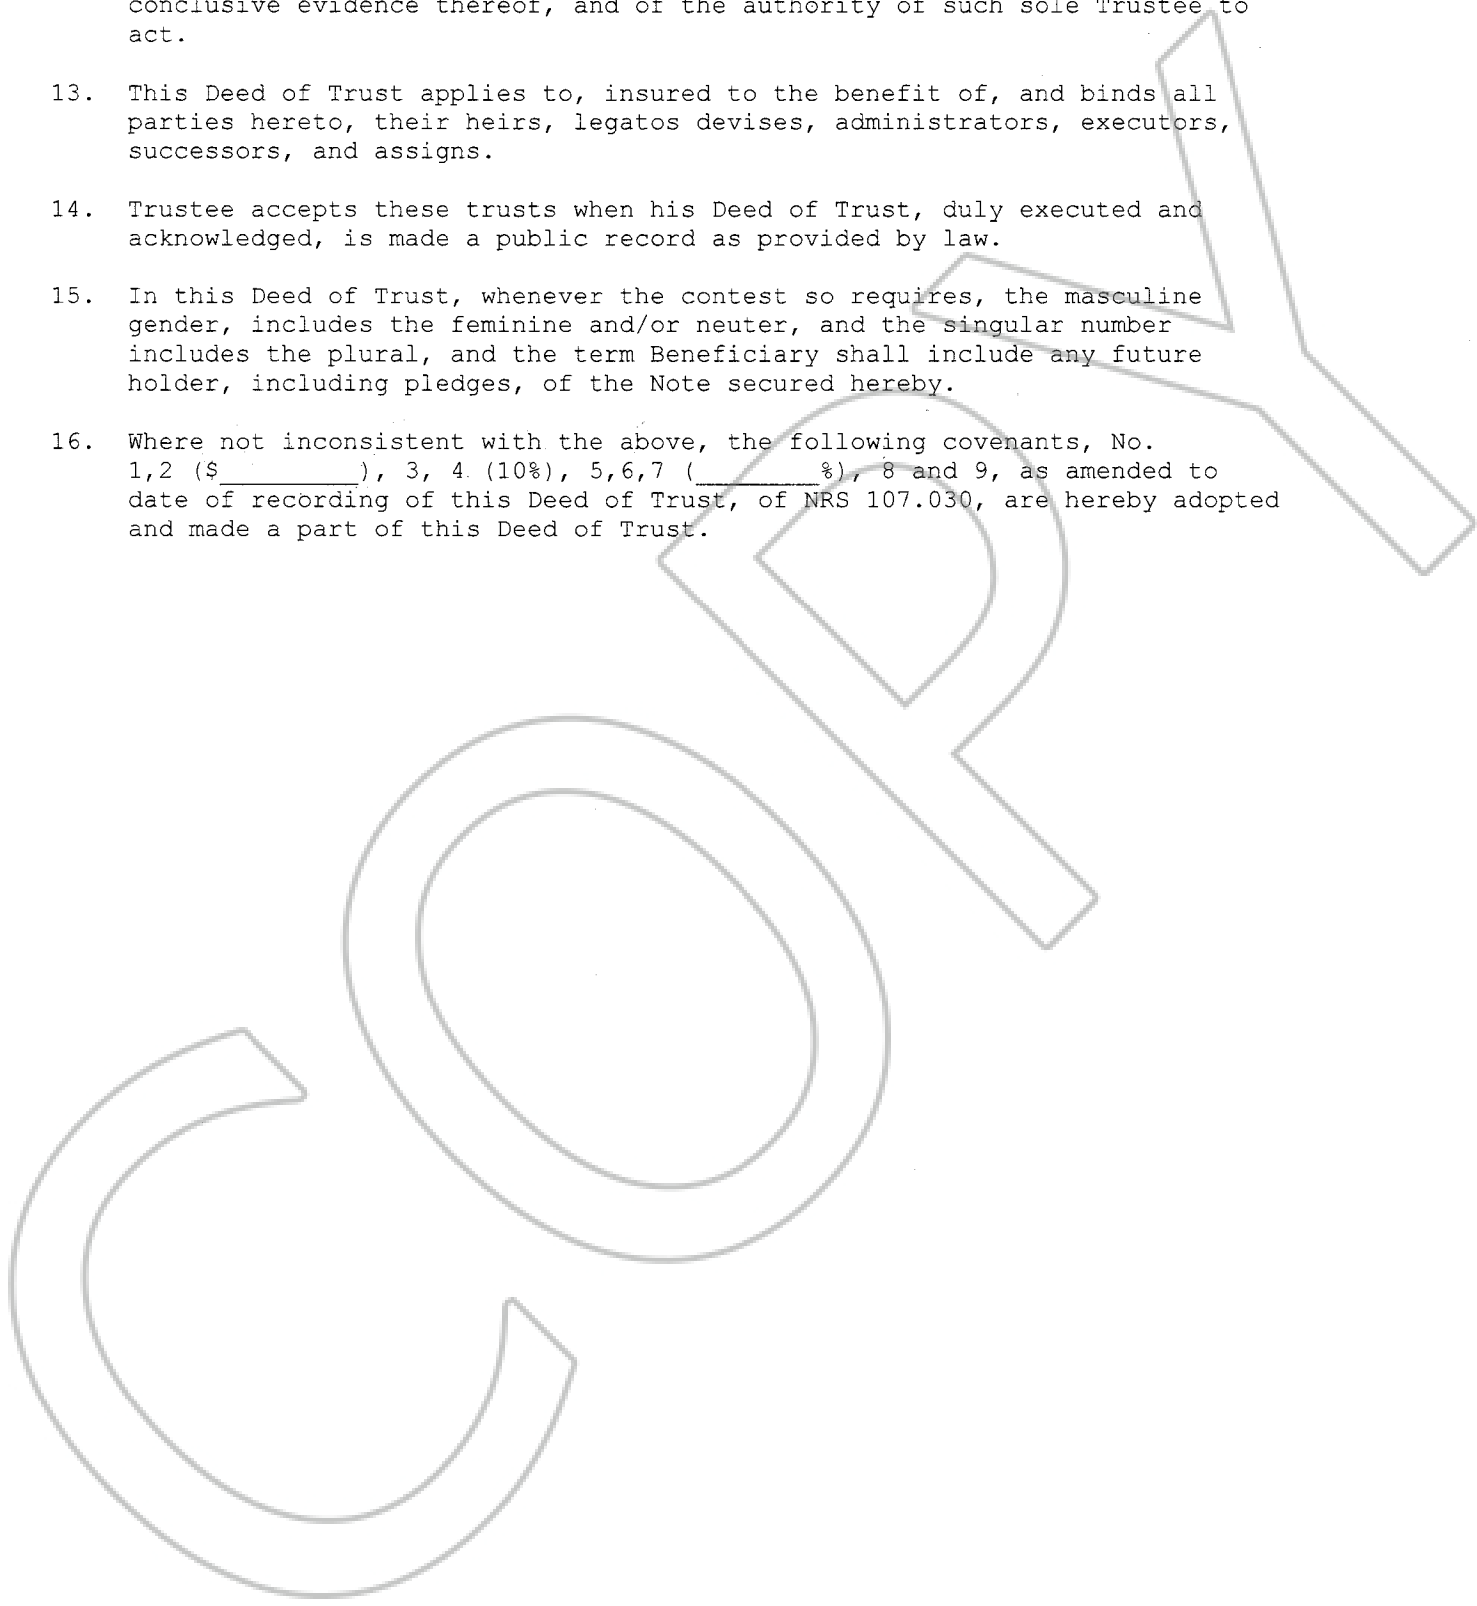 conclusive evidence thereof, and of the authority of such sole Trustee to
act.
13. This Deed of Trust applies to, insured to the benefit of, and binds all
parties hereto, their heirs, legatos devises, administrators, executors,
successors, and assigns.
14. Trustee accepts these trusts when his Deed of Trust, duly executed and
acknowledged, is made a public record as provided by law.
15. In this Deed of Trust, whenever the contest so requires, the masculine
gender, includes the feminine and/or neuter, and the singular number
includes the plural, and the term Beneficiary shall include any future
holder, including pledges, of the Note secured hereby.
16. Where not inconsistent with the above, the following covenants, No.
1,2 ($_________), 3, 4 (10%), 5,6,7 (________%), 8 and 9, as amended to
date of recording of this Deed of Trust, of NRS 107.030, are hereby adopted
and made a part of this Deed of Trust.
COPY